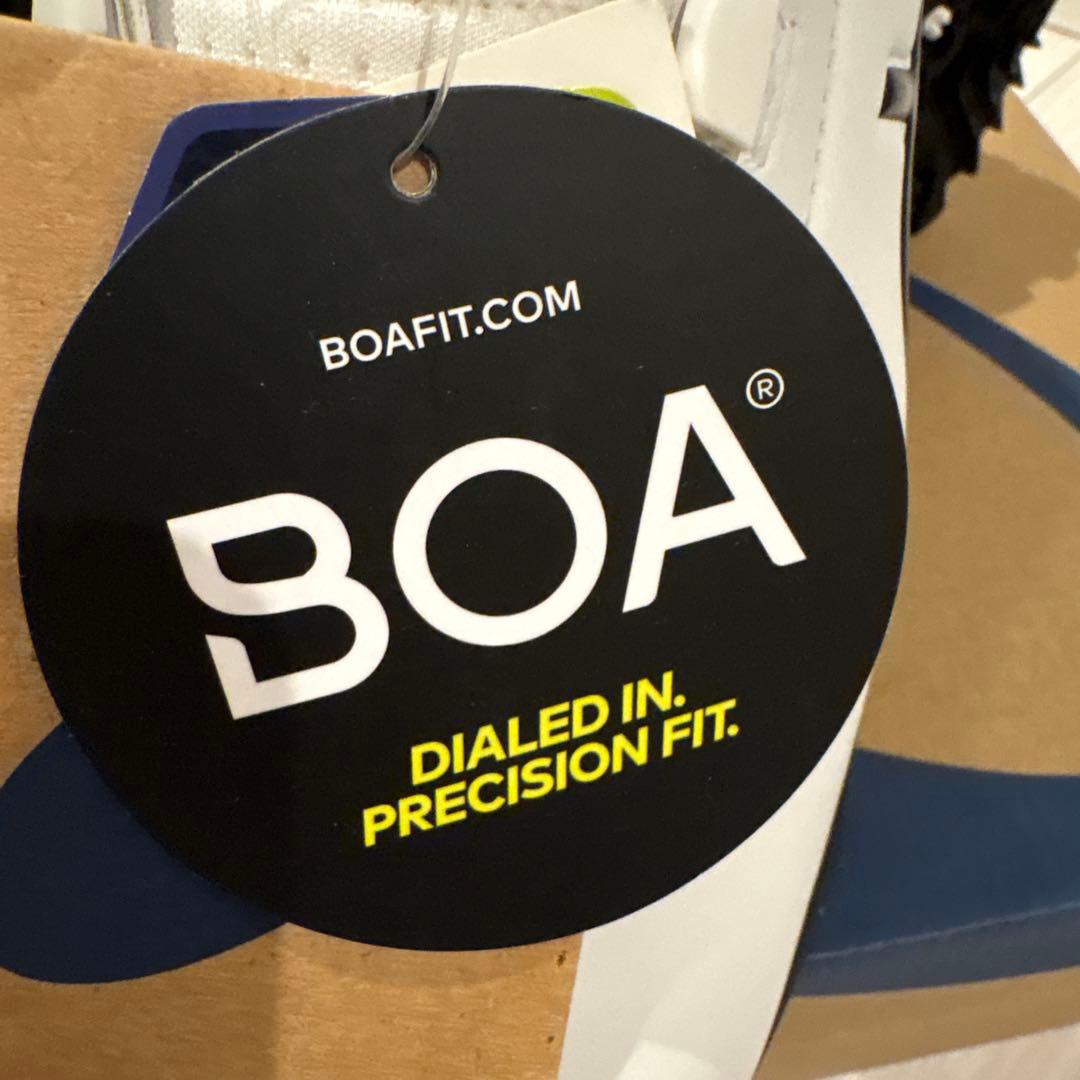 BOAFIT.COM
BOA®
DIALED IN.
PRECISION FIT.